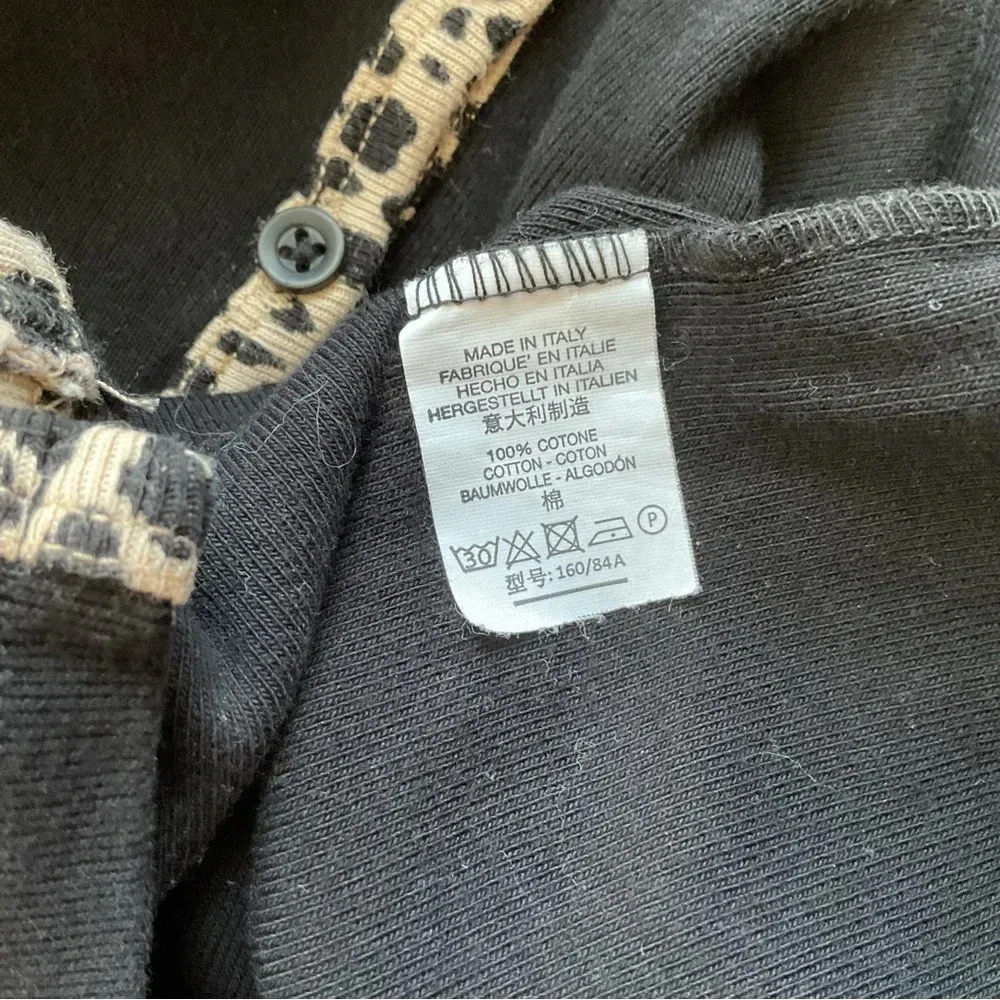 MADE IN ITALY
FABRIQUE' EN ITALIE
HECHO EN ITALIA
HERGESTELLT IN ITALIEN
意大利制造
100% COTONE
COTTON - COTON
BAUMWOLLE - ALGODÓN
棉
30 P
型号: 160/84A